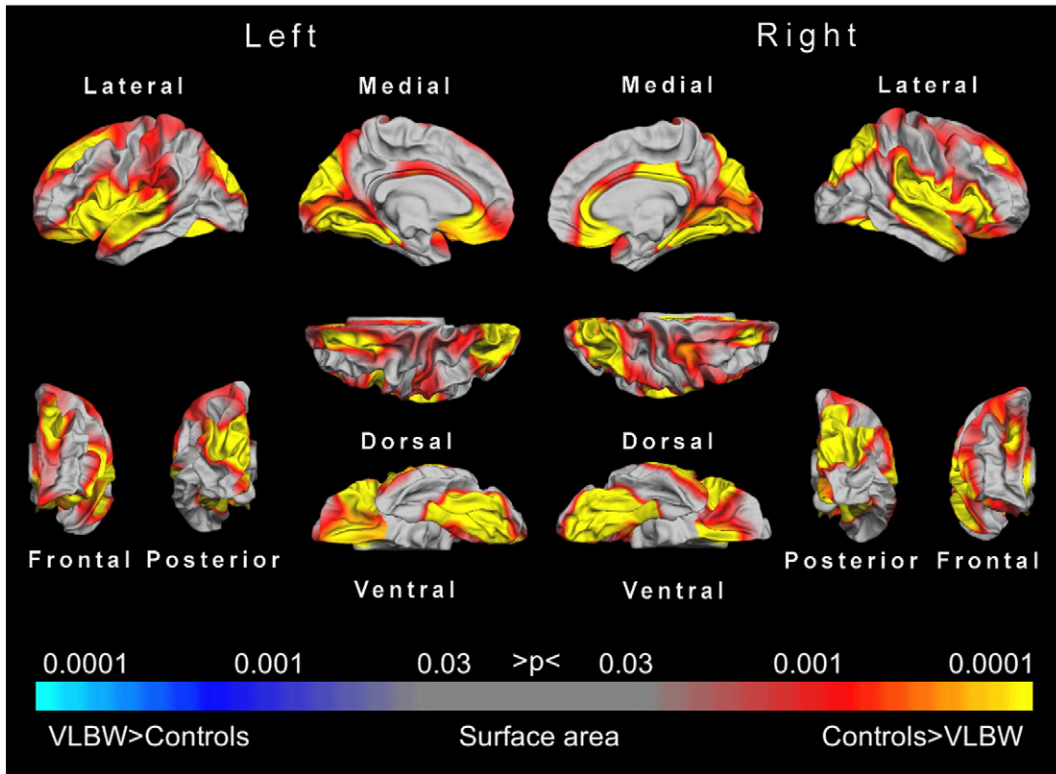 Left Right
Lateral Medial Medial Lateral
Dorsal Dorsal
Frontal Posterior Posterior Frontal
Ventral Ventral
0.0001 0.001 0.03 >p< 0.03 0.001 0.0001
VLBW>Controls Surface area Controls>VLBW